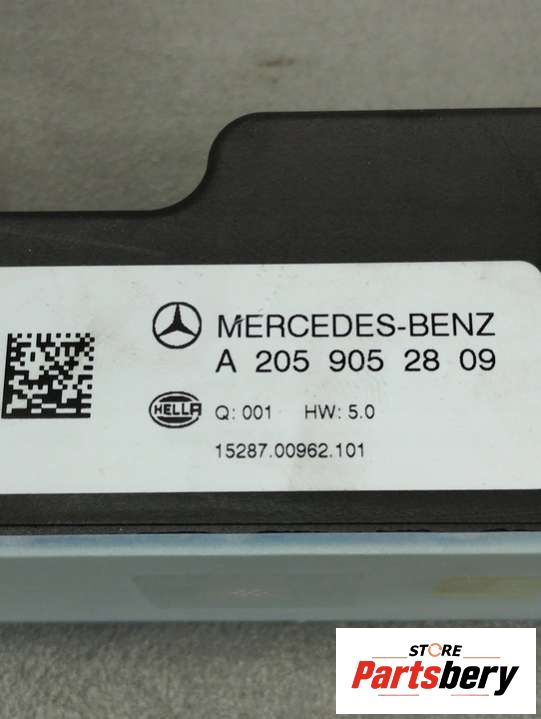 MERCEDES-BENZ
A 205 905 28 09
HELLA Q: 001 HW: 5.0
15287.00962.101
STORE
Partsbery